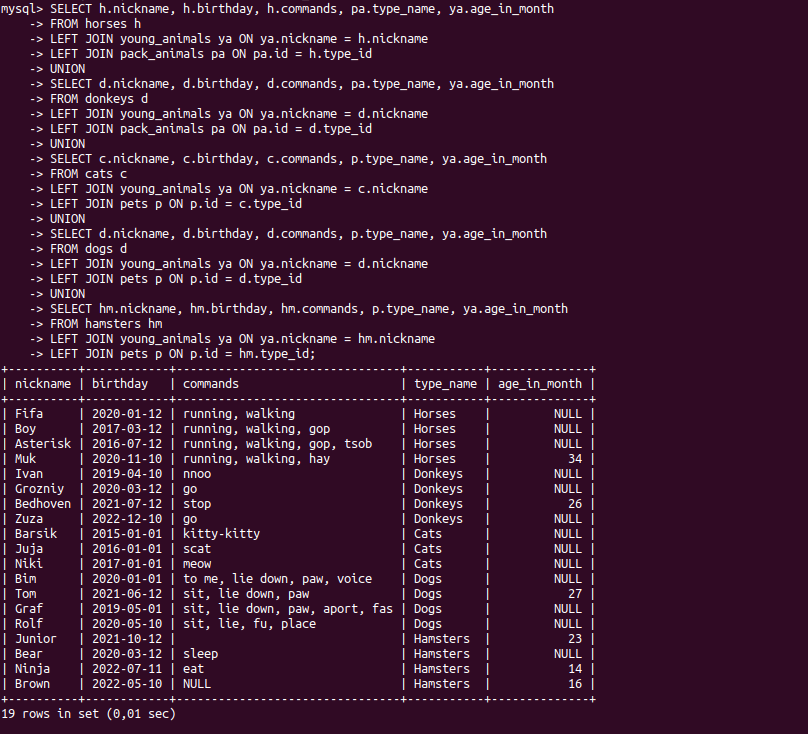 mysql> SELECT h.nickname, h.birthday, h.commands, pa.type_name, ya.age_in_month
    -> FROM horses h
    -> LEFT JOIN young_animals ya ON ya.nickname = h.nickname
    -> LEFT JOIN pack_animals pa ON pa.id = h.type_id
    -> UNION
    -> SELECT d.nickname, d.birthday, d.commands, pa.type_name, ya.age_in_month
    -> FROM donkeys d
    -> LEFT JOIN young_animals ya ON ya.nickname = d.nickname
    -> LEFT JOIN pack_animals pa ON pa.id = d.type_id
    -> UNION
    -> SELECT c.nickname, c.birthday, c.commands, p.type_name, ya.age_in_month
    -> FROM cats c
    -> LEFT JOIN young_animals ya ON ya.nickname = c.nickname
    -> LEFT JOIN pets p ON p.id = c.type_id
    -> UNION
    -> SELECT d.nickname, d.birthday, d.commands, p.type_name, ya.age_in_month
    -> FROM dogs d
    -> LEFT JOIN young_animals ya ON ya.nickname = d.nickname
    -> LEFT JOIN pets p ON p.id = d.type_id
    -> UNION
    -> SELECT hm.nickname, hm.birthday, hm.commands, p.type_name, ya.age_in_month
    -> FROM hamsters hm
    -> LEFT JOIN young_animals ya ON ya.nickname = hm.nickname
    -> LEFT JOIN pets p ON p.id = hm.type_id;
+----------+------------+--------------------------------+-----------+--------------+
| nickname | birthday   | commands                       | type_name | age_in_month |
+----------+------------+--------------------------------+-----------+--------------+
| Fifa     | 2020-01-12 | running, walking               | Horses    |         NULL |
| Boy      | 2017-03-12 | running, walking, gop          | Horses    |         NULL |
| Asterisk | 2016-07-12 | running, walking, gop, tsob    | Horses    |         NULL |
| Muk      | 2020-11-10 | running, walking, hay          | Horses    |           34 |
| Ivan     | 2019-04-10 | nnoo                           | Donkeys   |         NULL |
| Grozniy  | 2020-03-12 | go                             | Donkeys   |         NULL |
| Bedhoven | 2021-07-12 | stop                           | Donkeys   |           26 |
| Zuza     | 2022-12-10 | go                             | Donkeys   |         NULL |
| Barsik   | 2015-01-01 | kitty-kitty                    | Cats      |         NULL |
| Juja     | 2016-01-01 | scat                           | Cats      |         NULL |
| Niki     | 2017-01-01 | meow                           | Cats      |         NULL |
| Bim      | 2020-01-01 | to me, lie down, paw, voice    | Dogs      |         NULL |
| Tom      | 2021-06-12 | sit, lie down, paw             | Dogs      |           27 |
| Graf     | 2019-05-01 | sit, lie down, paw, aport, fas | Dogs      |         NULL |
| Rolf     | 2020-05-10 | sit, lie, fu, place            | Dogs      |         NULL |
| Junior   | 2021-10-12 |                                | Hamsters  |           23 |
| Bear     | 2020-03-12 | sleep                          | Hamsters  |         NULL |
| Ninja    | 2022-07-11 | eat                            | Hamsters  |           14 |
| Brown    | 2022-05-10 | NULL                           | Hamsters  |           16 |
+----------+------------+--------------------------------+-----------+--------------+
19 rows in set (0,01 sec)